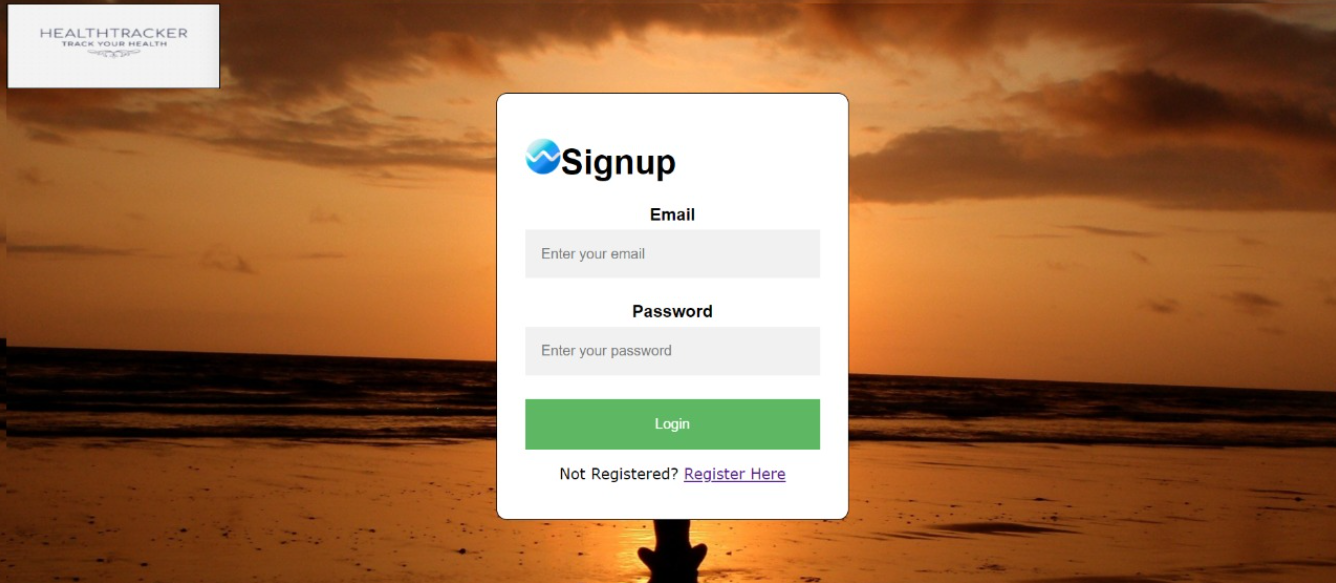 HEALTHTRACKER
TRACK YOUR HEALTH
Signup
Email
Enter your email
Password
Enter your password
Login
Not Registered? Register Here